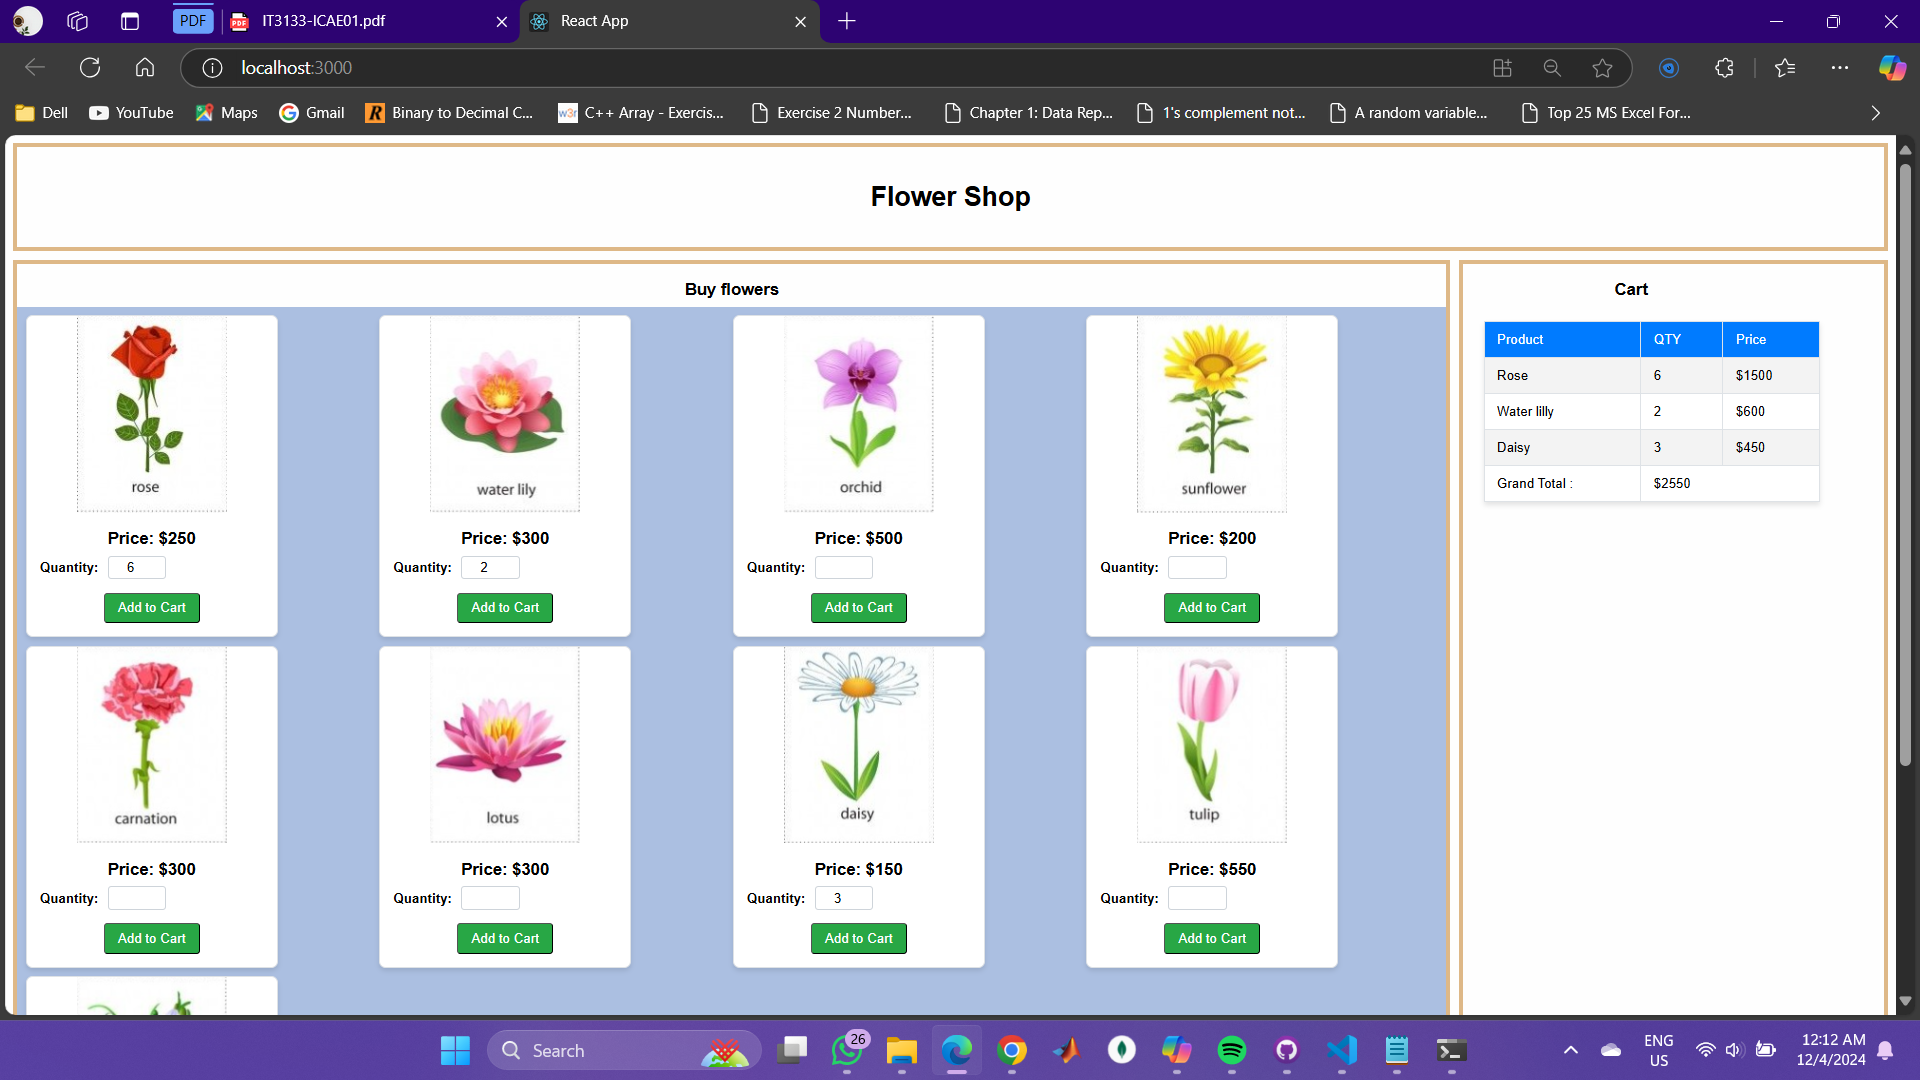 PDF
IT3133-ICAE01.pdf
React App
localhost:3000
Dell
YouTube
Maps
Gmail
Binary to Decimal C...
C++ Array - Exercis...
Exercise 2 Number...
Chapter 1: Data Rep...
1's complement not...
A random variable...
Top 25 MS Excel For...
Flower Shop
Buy flowers
rose
water lily
orchid
sunflower
Price: $250
Price: $300
Price: $500
Price: $200
Quantity: 6
Quantity: 2
Quantity:
Quantity:
Add to Cart
Add to Cart
Add to Cart
Add to Cart
carnation
lotus
daisy
tulip
Price: $300
Price: $300
Price: $150
Price: $550
Quantity:
Quantity:
Quantity: 3
Quantity:
Add to Cart
Add to Cart
Add to Cart
Add to Cart
Cart
Product QTY Price
Rose 6 $1500
Water lilly 2 $600
Daisy 3 $450
Grand Total : $2550
Search
26
ENG
US
12:12 AM
12/4/2024